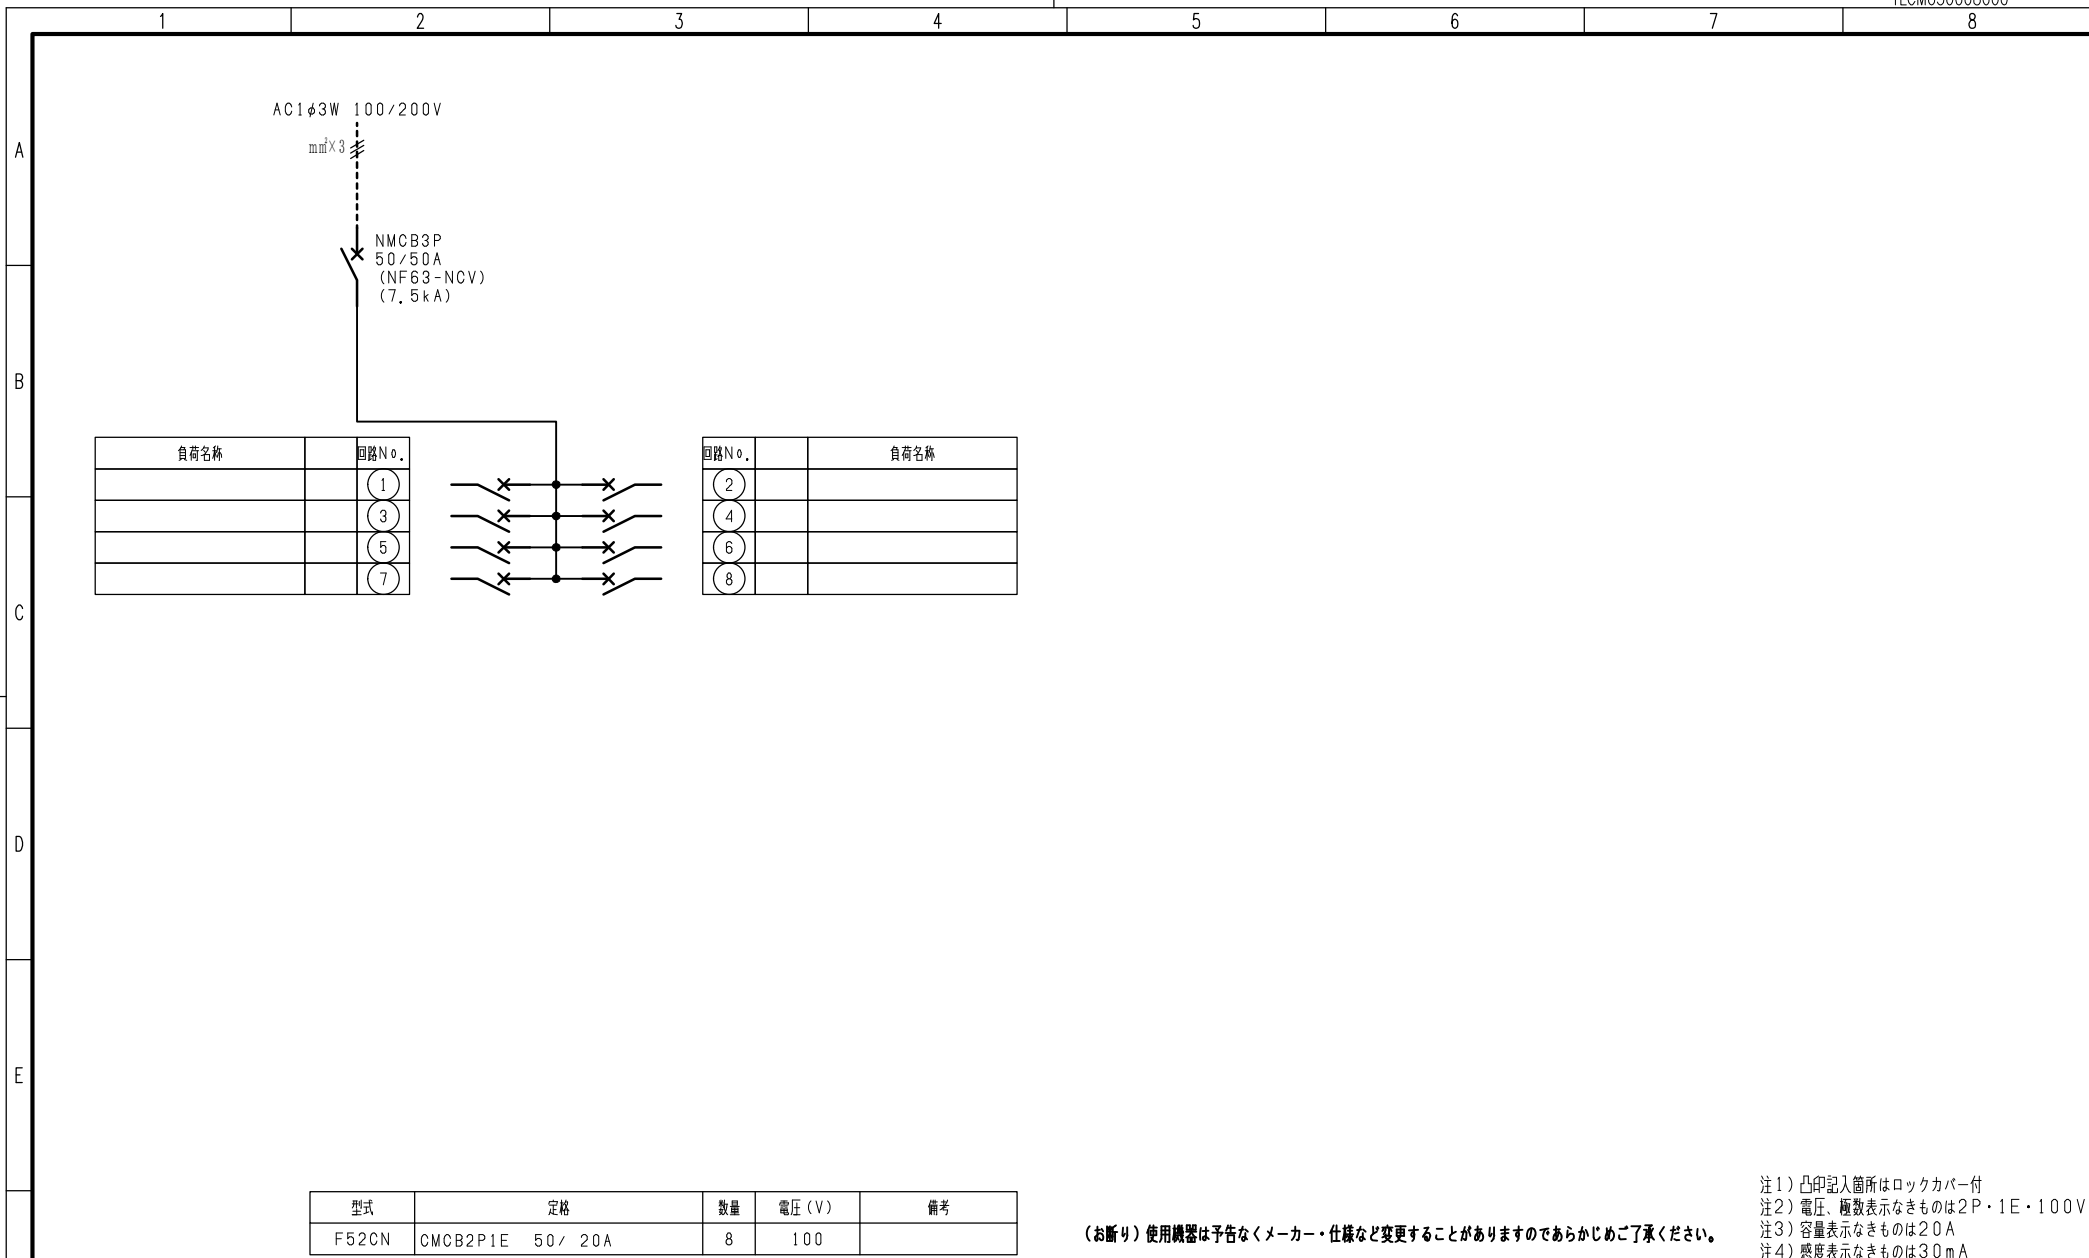 1 2 3 4 5 6 7 8
A
B
C
D
E
AC1φ3W 100/200V
mm²×3
NMCB3P
50/50A
(NF63-NCV)
(7.5kA)
負荷名称 回路No.
1
3
5
7
回路No. 負荷名称
2
4
6
8
型式 定格 数量 電圧(V) 備考
F52CN CMCB2P1E 50/ 20A 8 100
(お断り)使用機器は予告なくメーカー・仕様など変更することがありますのであらかじめご了承ください。
注1)凸印記入箇所はロックカバー付
注2)電圧、極数表示なきものは2P・1E・100V
注3)容量表示なきものは20A
注4)感度表示なきものは30mA